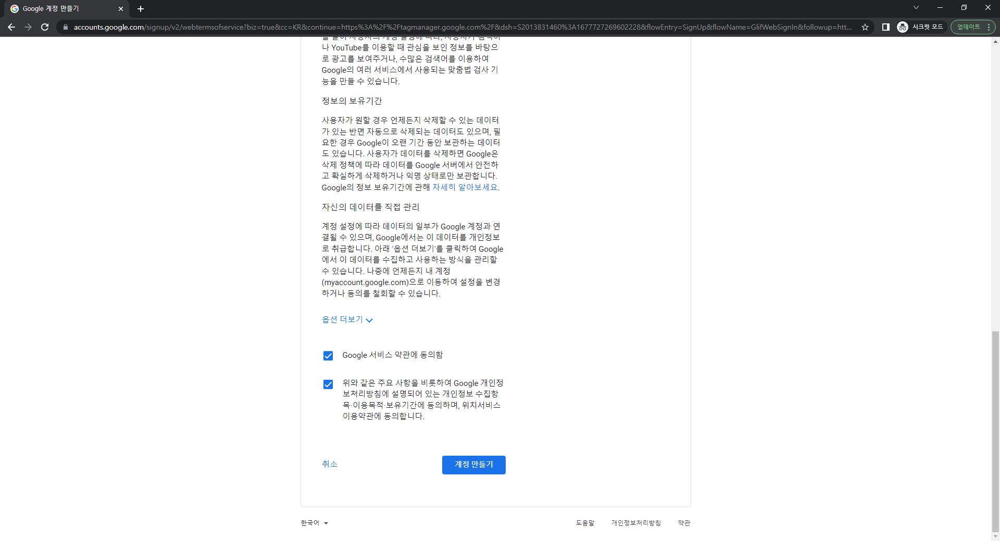 Google 계정 만들기
accounts.google.com/signup/v2/webtermsofservice?biz=true&cc=KR&continue=https%3A%2F%2Ftagmanager.google.com%2F&dsh=S2013831460%3A1677727269602228&flowEntry=SignUp&flowName=GlifWebSignIn&followup=htt...
시크릿 모드
업데이트
나 YouTube를 이용할 때 관심을 보인 정보를 바탕으
로 광고를 보여주거나, 수많은 검색어를 이용하여
Google의 여러 서비스에서 사용되는 맞춤법 검사 기
능을 만들 수 있습니다.
정보의 보유기간
사용자가 원할 경우 언제든지 삭제할 수 있는 데이터
가 있는 반면 자동으로 삭제되는 데이터도 있으며, 필
요한 경우 Google이 오랜 기간 동안 보관하는 데이터
도 있습니다. 사용자가 데이터를 삭제하면 Google은
삭제 정책에 따라 데이터를 Google 서버에서 안전하
고 확실하게 삭제하거나 익명 상태로만 보관합니다.
Google의 정보 보유기간에 관해 자세히 알아보세요.
자신의 데이터를 직접 관리
계정 설정에 따라 데이터의 일부가 Google 계정과 연
결될 수 있으며, Google에서는 이 데이터를 개인정보
로 취급합니다. 아래 '옵션 더보기'를 클릭하여 Google
에서 이 데이터를 수집하고 사용하는 방식을 관리할
수 있습니다. 나중에 언제든지 내 계정
(myaccount.google.com)으로 이동하여 설정을 변경
하거나 동의를 철회할 수 있습니다.
옵션 더보기
Google 서비스 약관에 동의함
위와 같은 주요 사항을 비롯하여 Google 개인정
보처리방침에 설명되어 있는 개인정보 수집항
목·이용목적·보유기간에 동의하며, 위치서비스
이용약관에 동의합니다.
취소
계정 만들기
한국어
도움말
개인정보처리방침
약관